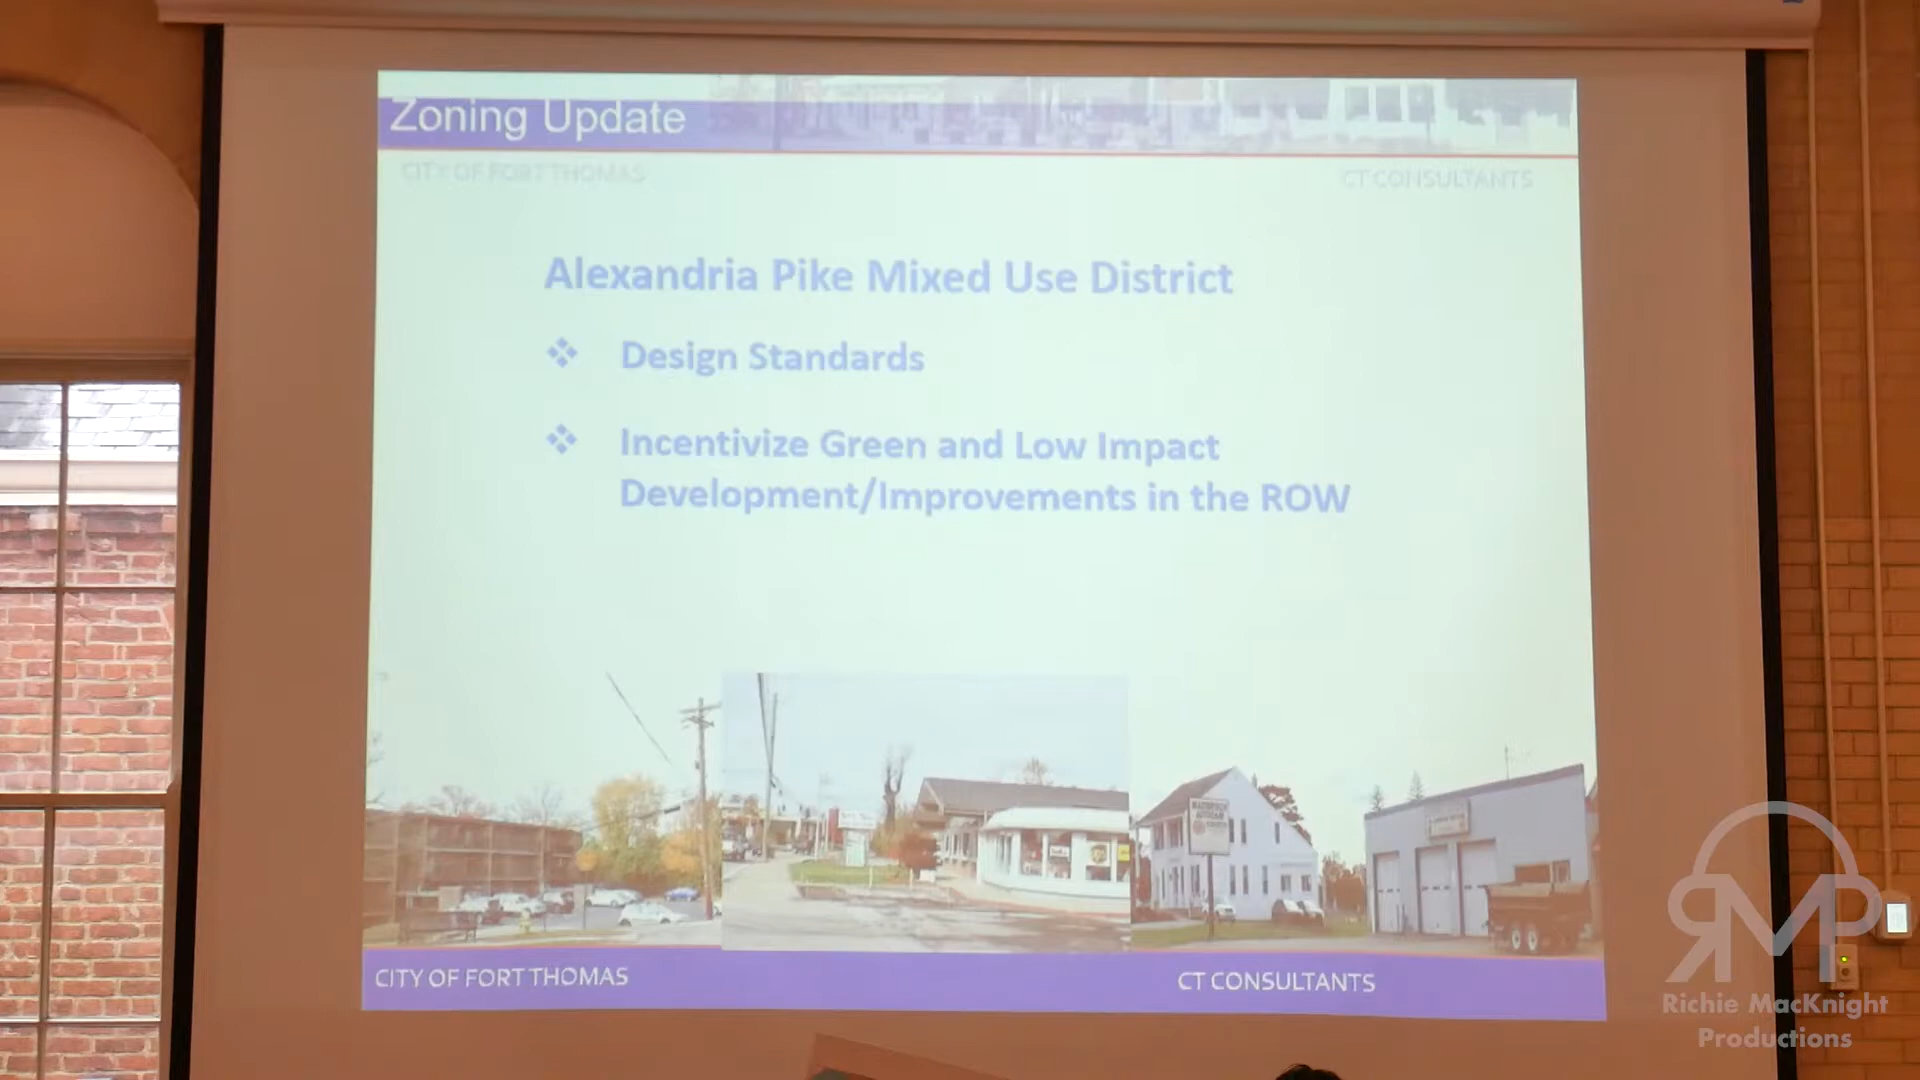 Zoning Update
CITY OF FORT THOMAS
CT CONSULTANTS
Alexandria Pike Mixed Use District
Design Standards
Incentivize Green and Low Impact
Development/Improvements in the ROW
CITY OF FORT THOMAS
CT CONSULTANTS
RMP
Richie MacKnight
Productions